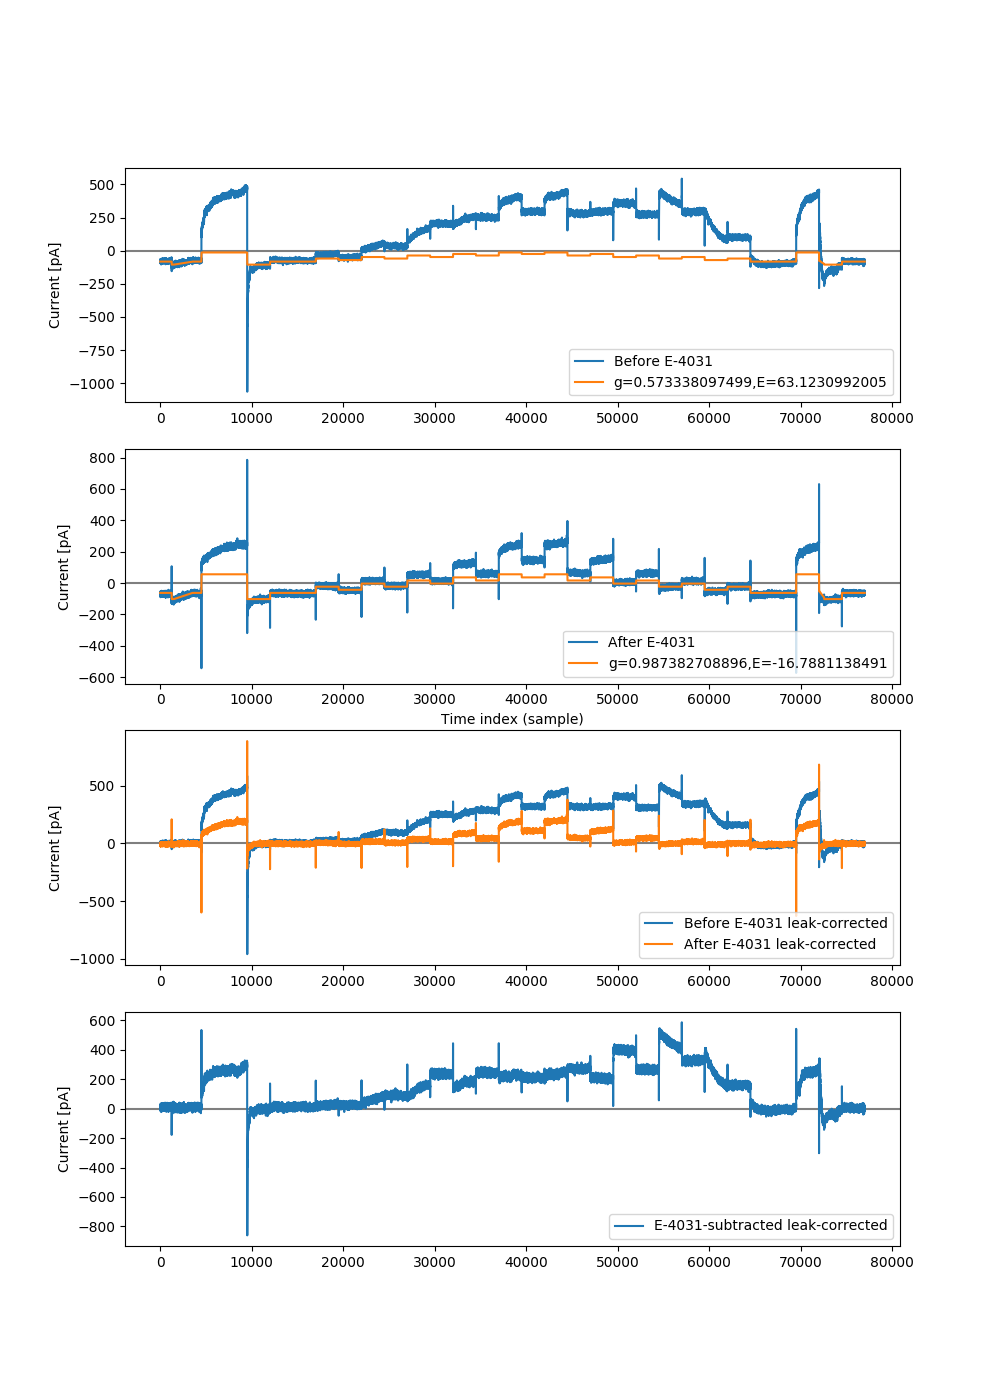 500
250
0
−250
−500
−750
−1000
Current [pA]
Before E-4031
g=0.573338097499,E=63.1230992005
0 10000 20000 30000 40000 50000 60000 70000 80000
800
600
400
200
0
−200
−400
−600
Current [pA]
After E-4031
g=0.987382708896,E=-16.7881138491
0 10000 20000 30000 40000 50000 60000 70000 80000
Time index (sample)
500
0
−500
−1000
Current [pA]
Before E-4031 leak-corrected
After E-4031 leak-corrected
0 10000 20000 30000 40000 50000 60000 70000 80000
600
400
200
0
−200
−400
−600
−800
Current [pA]
E-4031-subtracted leak-corrected
0 10000 20000 30000 40000 50000 60000 70000 80000